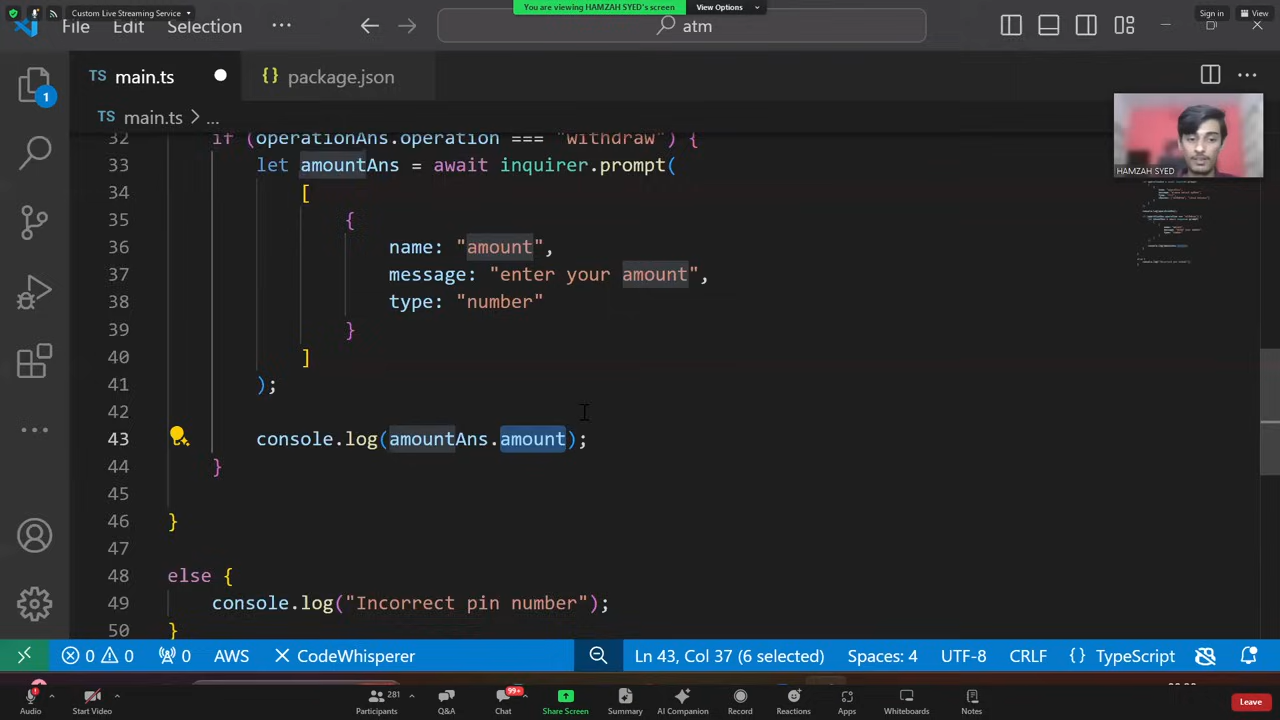 Custom Live Streaming Service
You are viewing HAMZAH SYED's screen
View Options
Sign in
View
File
Edit
Selection
atm
TS main.ts
{} package.json
1
TS main.ts > ...
HAMZAH SYED
32 if (operationAns.operation === "withdraw") {
33 let amountAns = await inquirer.prompt(
34 [
35 {
36 name: "amount",
37 message: "enter your amount",
38 type: "number"
39 }
40 ]
41 );
42
43 console.log(amountAns.amount);
44 }
45
46 }
47
48 else {
49 console.log("Incorrect pin number");
50 }
0 0 0 AWS CodeWhisperer Ln 43, Col 37 (6 selected) Spaces: 4 UTF-8 CRLF {} TypeScript
281
99+
Audio
Start Video
Participants
Q&A
Chat
Share Screen
Summary
AI Companion
Record
Reactions
Apps
Whiteboards
Notes
Leave